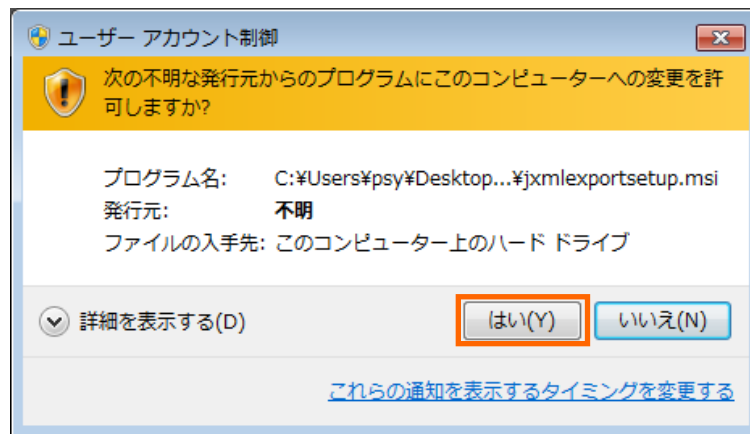 ユーザー アカウント制御
次の不明な発行元からのプログラムにこのコンピューターへの変更を許
可しますか?
プログラム名: C:¥Users¥psy¥Desktop...¥jxmlexportsetup.msi
発行元: 不明
ファイルの入手先: このコンピューター上のハード ドライブ
詳細を表示する(D) はい(Y) いいえ(N)
これらの通知を表示するタイミングを変更する